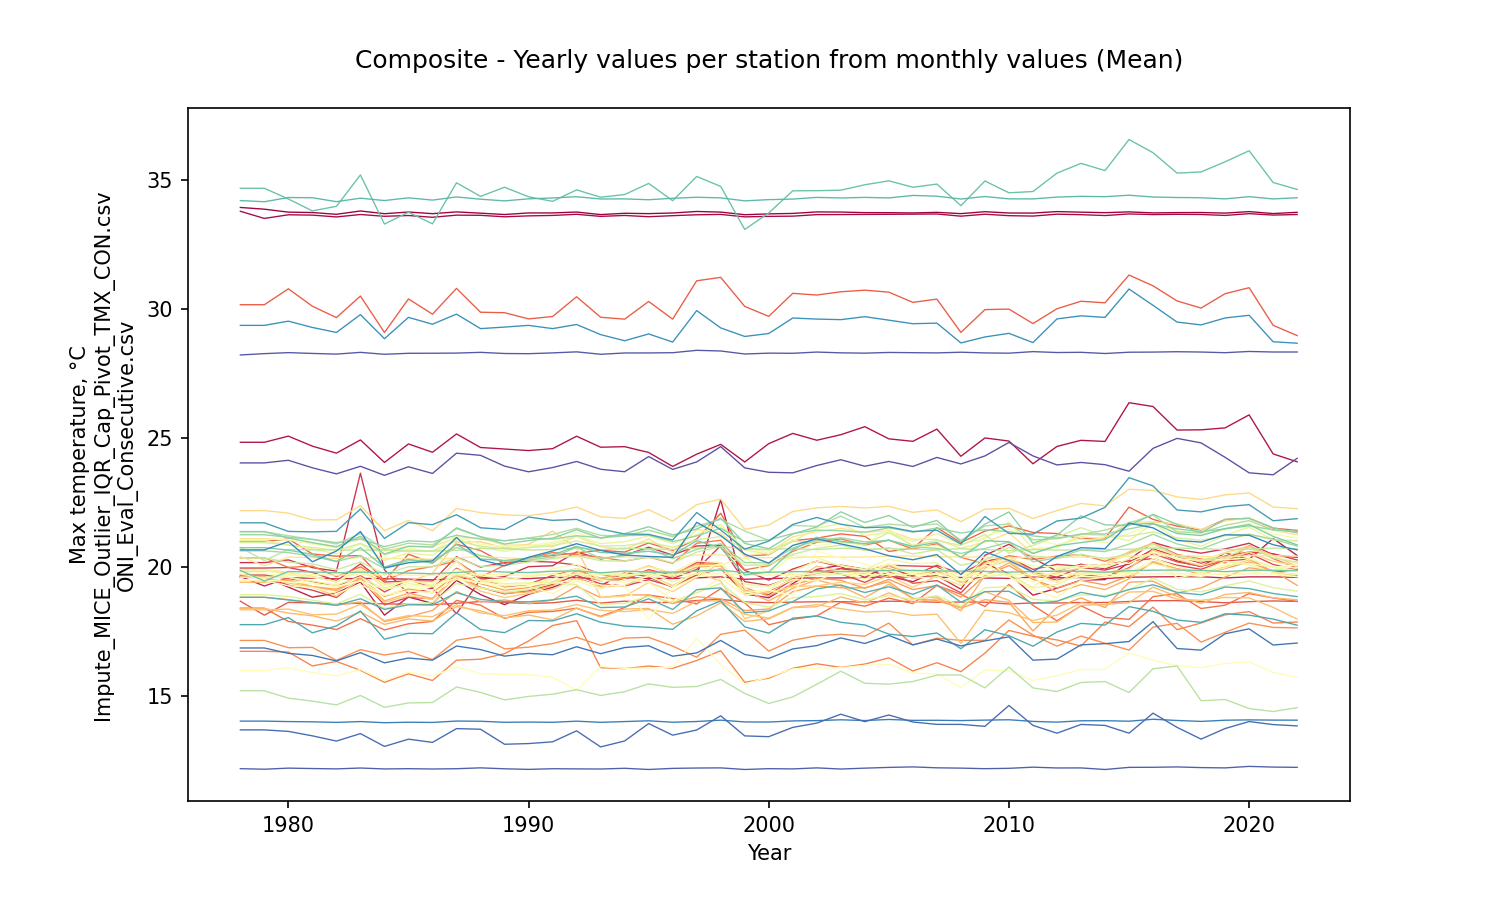 Composite - Yearly values per station from monthly values (Mean)
Max temperature, °C
Impute_MICE_Outlier_IQR_Cap_Pivot_TMX_CON.csv
ONI_Eval_Consecutive.csv
35
30
25
20
15
1980
1990
2000
2010
2020
Year